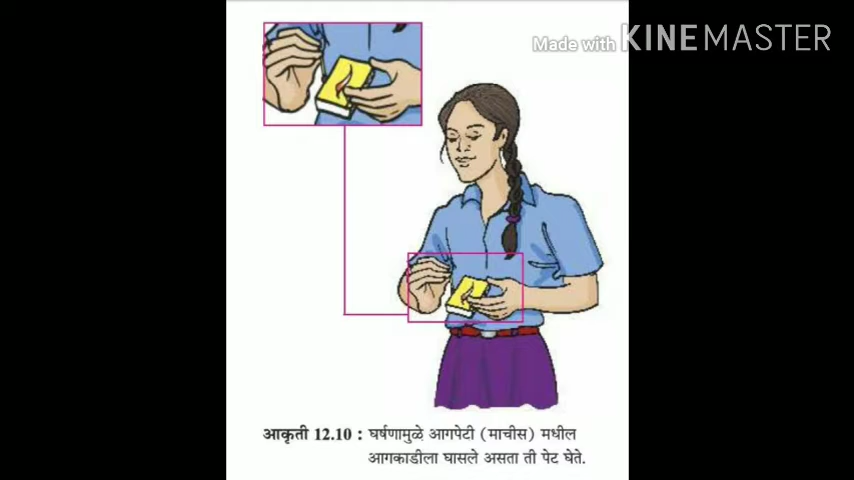 Made with KINEMASTER
आकृती 12.10 : घर्षणामुळे आगपेटी (माचीस) मधील
आगकाडीला घासले असता ती पेट घेते.